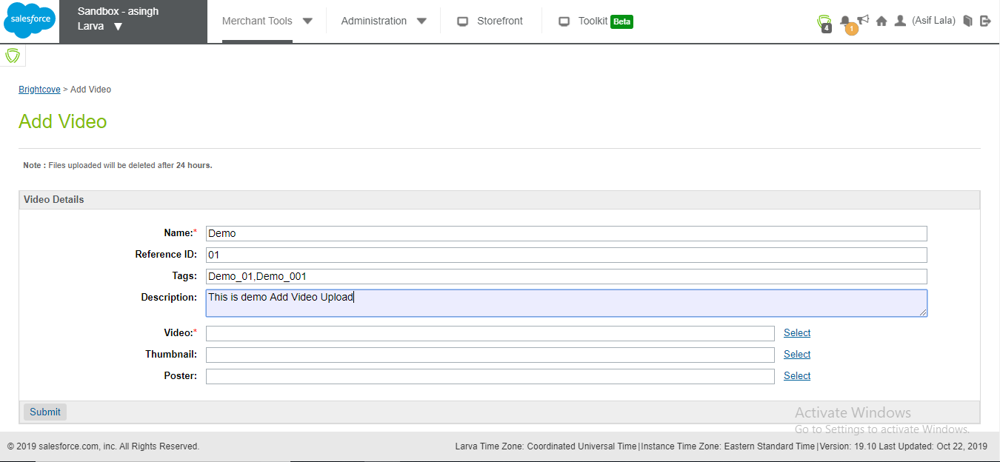 salesforce
Sandbox - asingh
Larva ▼
Merchant Tools
Administration
Storefront
Toolkit Beta
4
1
(Asif Lala)
Brightcove > Add Video
Add Video
Note : Files uploaded will be deleted after 24 hours.
Video Details
Name:* Demo
Reference ID: 01
Tags: Demo_01,Demo_001
Description: This is demo Add Video Upload
Video:* Select
Thumbnail: Select
Poster: Select
Submit
Activate Windows
Go to Settings to activate Windows.
© 2019 salesforce.com, inc. All Rights Reserved.
Larva Time Zone: Coordinated Universal Time|Instance Time Zone: Eastern Standard Time|Version: 19.10 Last Updated: Oct 22, 2019